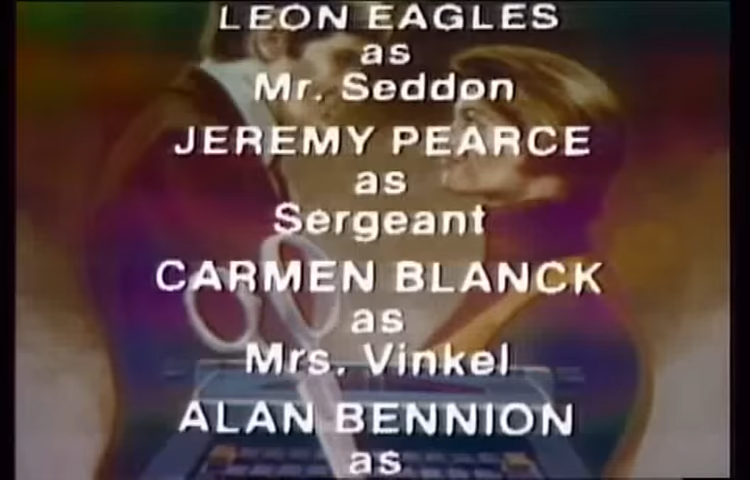 LEON EAGLES
as
Mr. Seddon
JEREMY PEARCE
as
Sergeant
CARMEN BLANCK
as
Mrs. Vinkel
ALAN BENNION
as